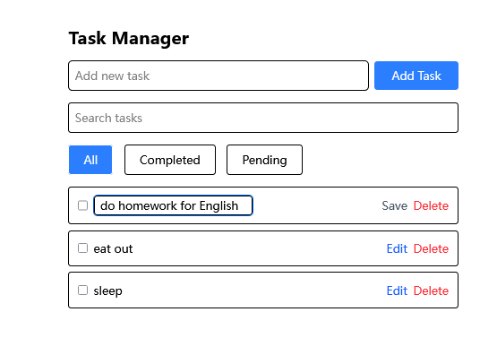 Task Manager
Add new task Add Task
Search tasks
All Completed Pending
do homework for English Save Delete
eat out Edit Delete
sleep Edit Delete